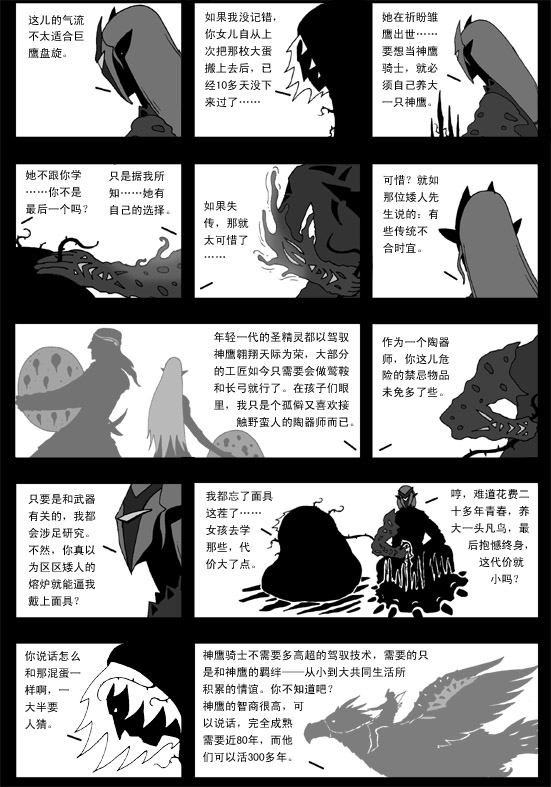 这儿的气流
不太适合巨
鹰盘旋。
如果我没记错，
你女儿自从上
次把那枚大蛋
搬上去后，已
经10多天没下
来过了……
她在祈盼雏
鹰出世……
要想当神鹰
骑士，就必
须自己养大
一只神鹰。
她不跟你学
……你不是
最后一个吗？
只是据我所
知……她有
自己的选择。
如果失
传，那就
太可惜了
……
可惜？就如
那位矮人先
生说的：有
些传统不
合时宜。
年轻一代的圣精灵都以驾驭
神鹰翱翔天际为荣，大部分
的工匠如今只需要会做鹫鞍
和长弓就行了。在孩子们眼
里，我只是个孤僻又喜欢接
触野蛮人的陶器师而已。
作为一个陶器
师，你这儿危
险的禁忌物品
未免多了些。
只要是和武器
有关的，我都
会涉足研究。
不然，你真以
为区区矮人的
熔炉就能逼我
戴上面具？
我都忘了面具
这茬了……
女孩去学
那些，代
价大了点。
哼，难道花费二
十多年青春，养
大一头凡鸟，最
后抱憾终身，
这代价就
小吗？
你说话怎么
和那混蛋一
样啊，一
大半要
人猜。
神鹰骑士不需要多高超的驾驭技术，需要的只
是和神鹰的羁绊——从小到大共同生活所
积累的情谊。你不知道吧？
神鹰的智商很高，可
以说话，完全成熟
需要近80年，而他
们可以活300多年。